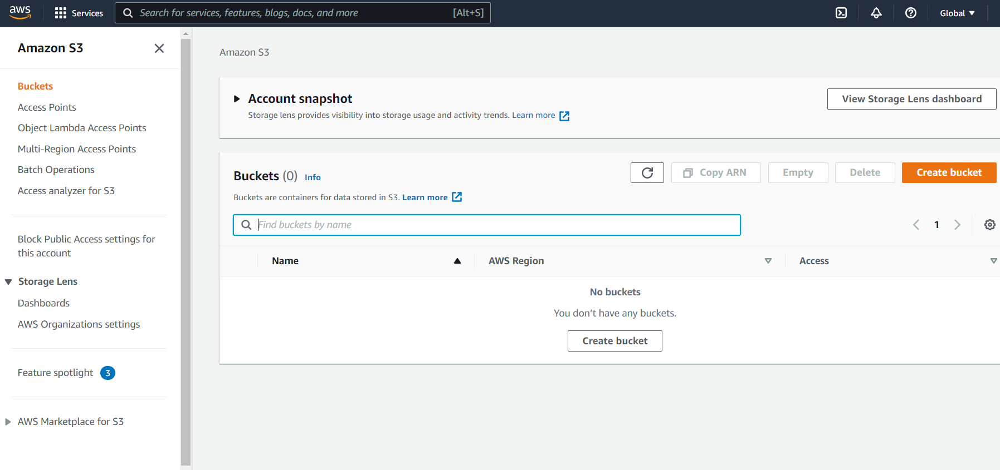 aws
Services
Search for services, features, blogs, docs, and more
[Alt+S]
Global
Amazon S3
Buckets
Access Points
Object Lambda Access Points
Multi-Region Access Points
Batch Operations
Access analyzer for S3
Block Public Access settings for
this account
Storage Lens
Dashboards
AWS Organizations settings
Feature spotlight 3
AWS Marketplace for S3
Amazon S3
Account snapshot
View Storage Lens dashboard
Storage lens provides visibility into storage usage and activity trends. Learn more
Buckets (0) Info
Copy ARN
Empty
Delete
Create bucket
Buckets are containers for data stored in S3. Learn more
Find buckets by name
1
Name
AWS Region
Access
No buckets
You don’t have any buckets.
Create bucket